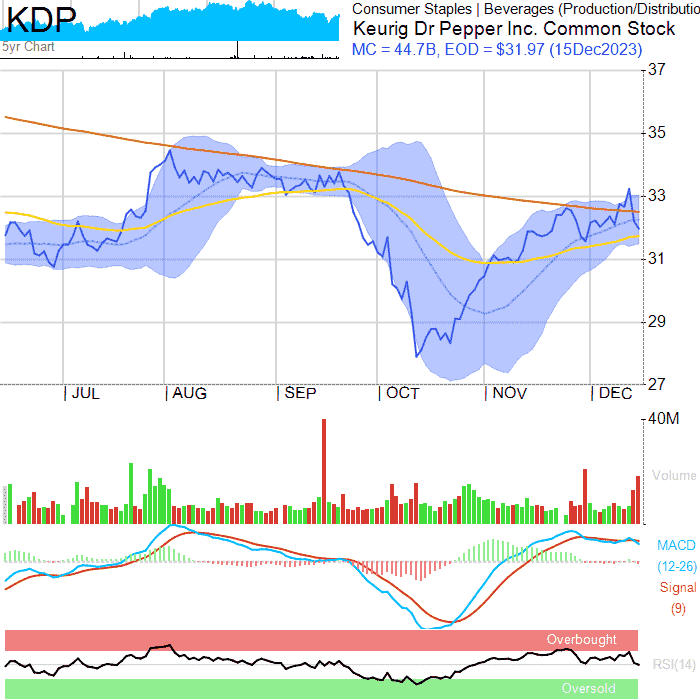 KDP
5yr Chart
Consumer Staples | Beverages (Production/Distributio
Keurig Dr Pepper Inc. Common Stock
MC = 44.7B, EOD = $31.97 (15Dec2023)
37
35
33
31
29
27
| JUL | AUG | SEP | OCT | NOV | DEC
40M
Volume
MACD
(12-26)
Signal
(9)
Overbought
RSI(14)
Oversold